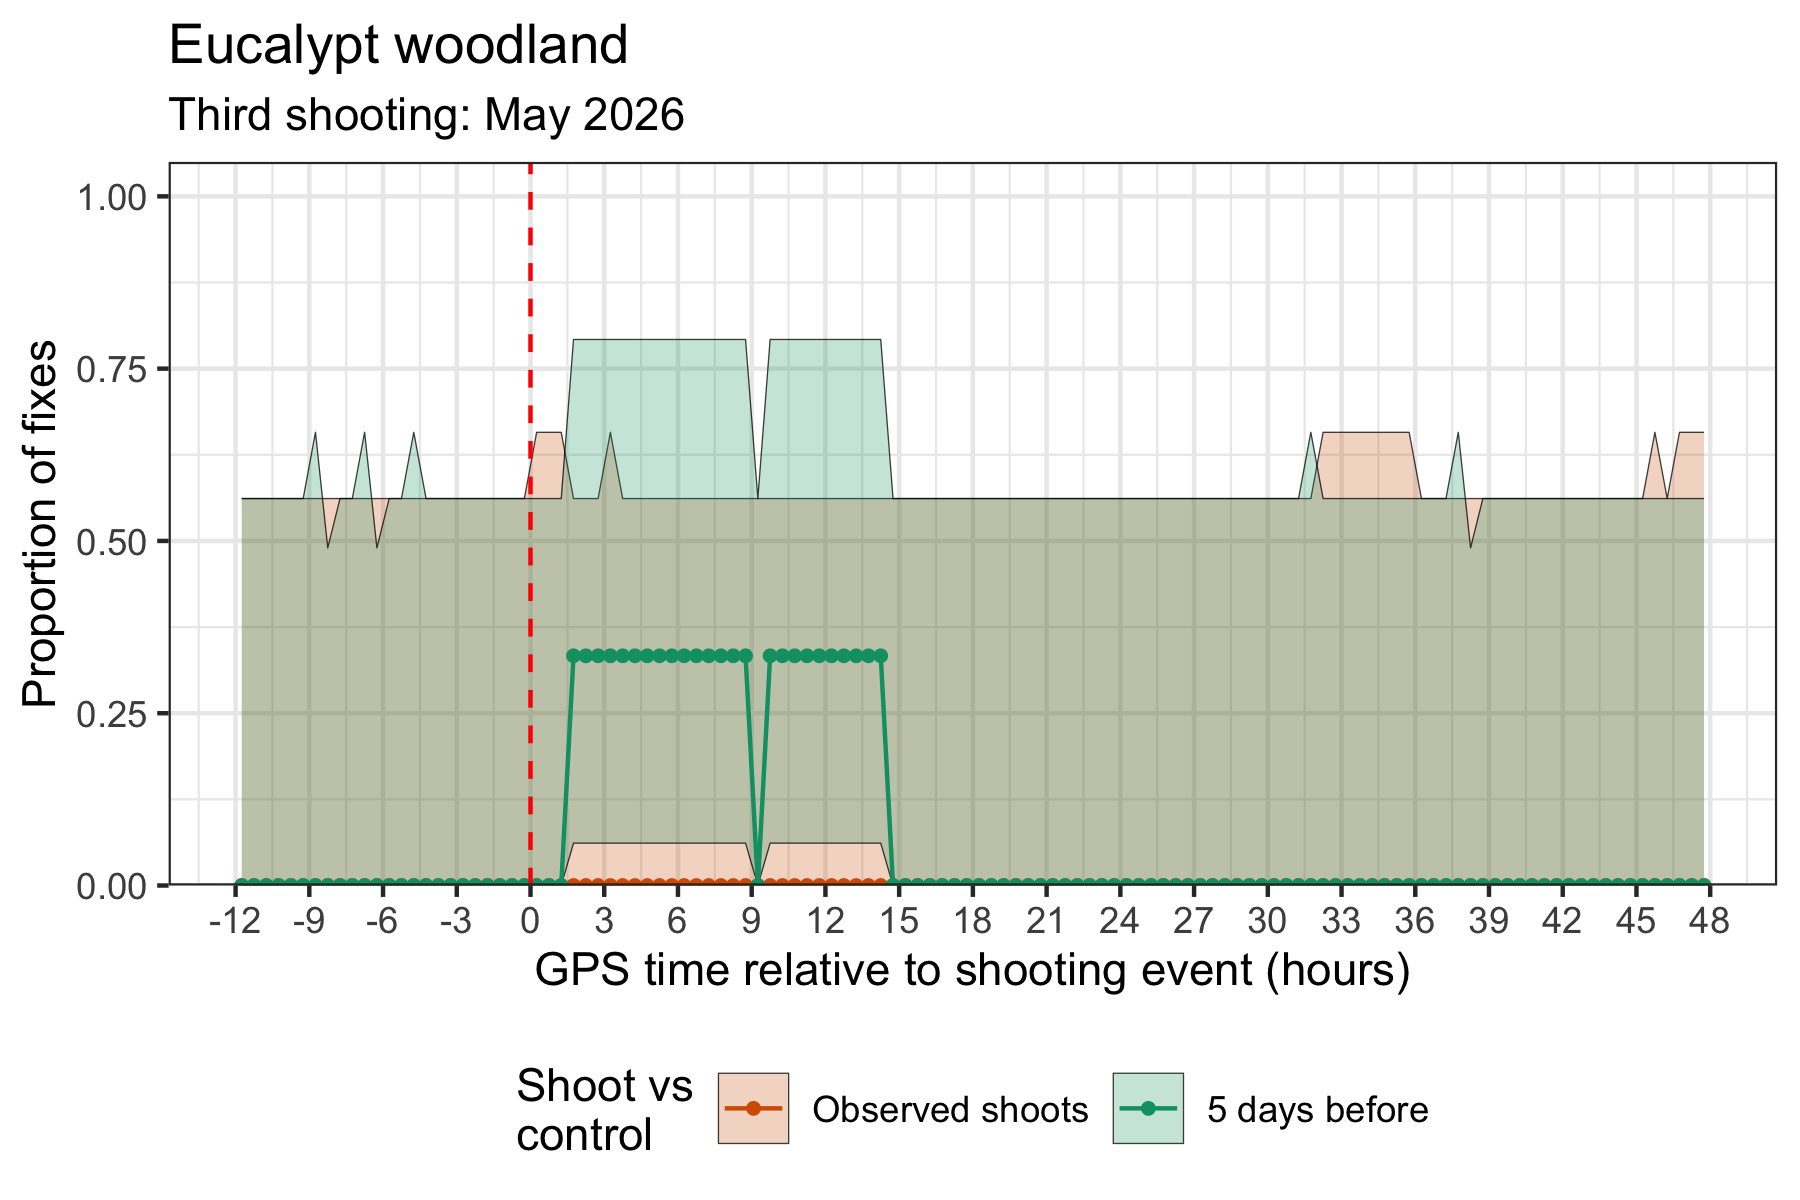 Eucalypt woodland
Third shooting: May 2026
1.00
0.75
0.50
0.25
0.00
Proportion of fixes
-12 -9 -6 -3 0 3 6 9 12 15 18 21 24 27 30 33 36 39 42 45 48
GPS time relative to shooting event (hours)
Shoot vs
control
Observed shoots
5 days before